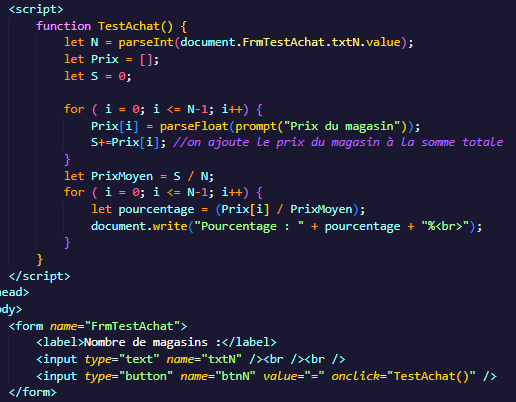 <script>
function TestAchat() {
let N = parseInt(document.FrmTestAchat.txtN.value);
let Prix = [];
let S = 0;
for ( i = 0; i <= N-1; i++) {
Prix[i] = parseFloat(prompt("Prix du magasin"));
S+=Prix[i]; //on ajoute le prix du magasin à la somme totale
}
let PrixMoyen = S / N;
for ( i = 0; i <= N-1; i++) {
let pourcentage = (Prix[i] / PrixMoyen);
document.write("Pourcentage : " + pourcentage + "%<br>");
}
}
</script>
ead>
ody>
<form name="FrmTestAchat">
<label>Nombre de magasins :</label>
<input type="text" name="txtN" /><br /><br />
<input type="button" name="btnN" value="=" onclick="TestAchat()" />
</form>